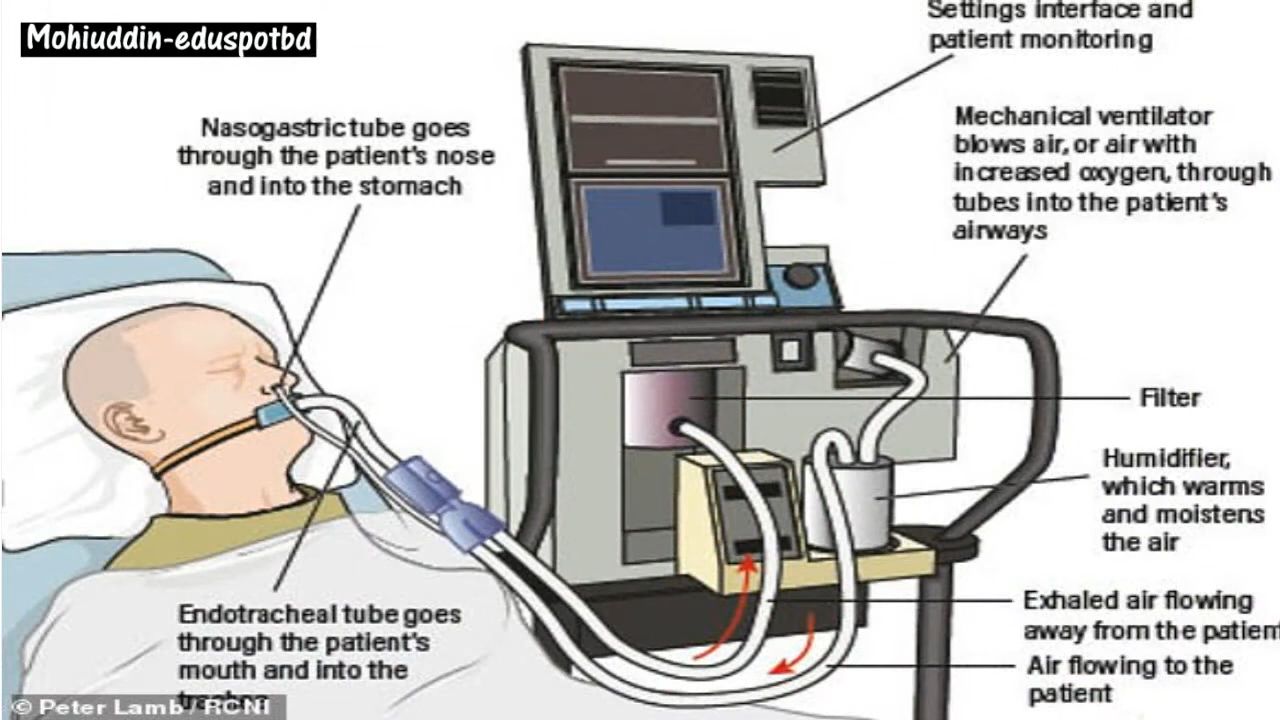 Mohiuddin-eduspotbd
Settings interface and
patient monitoring
Nasogastric tube goes
through the patient's nose
and into the stomach
Mechanical ventilator
blows air, or air with
increased oxygen, through
tubes into the patient's
airways
Filter
Humidifier,
which warms
and moistens
the air
Exhaled air flowing
away from the patient
Air flowing to the
patient
Endotracheal tube goes
through the patient's
mouth and into the
trachea
© Peter Lamb / RCNI